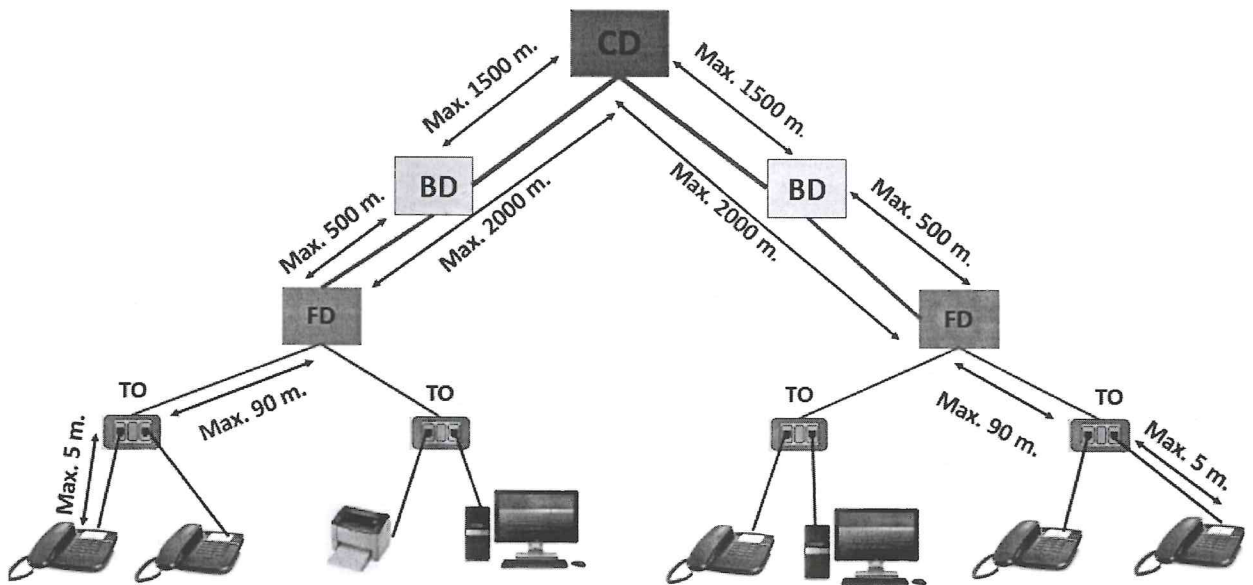 CD
Max. 1500 m.
Max. 1500 m.
BD
BD
Max. 500 m.
Max. 2000 m.
Max. 2000 m.
Max. 500 m.
FD
FD
TO
TO
TO
TO
Max. 90 m.
Max. 90 m.
Max. 5 m.
Max. 5 m.